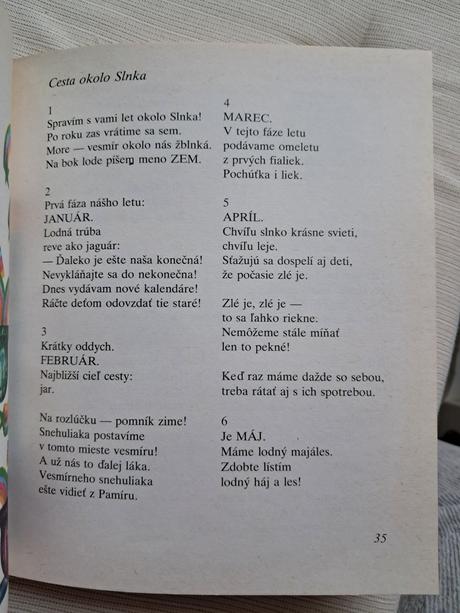 Cesta okolo Slnka
1
Spravím s vami let okolo Slnka!
Po roku zas vrátime sa sem.
More — vesmír okolo nás žblnká.
Na bok lode píšem meno ZEM.
2
Prvá fáza nášho letu:
JANUÁR.
Lodná trúba
reve ako jaguár:
— Ďaleko je ešte naša konečná!
Nevykláňajte sa do nekonečna!
Dnes vydávam nové kalendáre!
Ráčte deťom odovzdať tie staré!
3
Krátky oddych.
FEBRUÁR.
Najbližší cieľ cesty:
jar.
Na rozlúčku — pomník zime!
Snehuliaka postavíme
v tomto mieste vesmíru!
A už nás to ďalej láka.
Vesmírneho snehuliaka
ešte vidieť z Pamíru.
4
MAREC.
V tejto fáze letu
podávame omeletu
z prvých fialiek.
Pochúťka i liek.
5
APRÍL.
Chvíľu slnko krásne svieti,
chvíľu leje.
Sťažujú sa dospelí aj deti,
že počasie zlé je.
Zlé je, zlé je —
to sa ľahko riekne.
Nemôžeme stále míňať
len to pekné!
Keď raz máme dažde so sebou,
treba rátať aj s ich spotrebou.
6
Je MÁJ.
Máme lodný majáles.
Zdobte lístím
lodný háj a les!
35